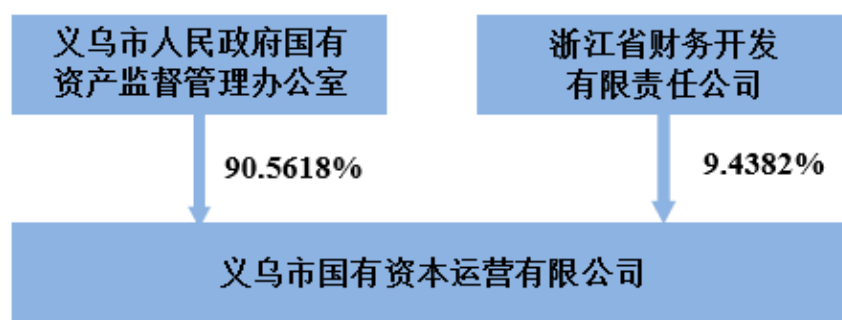 义乌市人民政府国有
资产监督管理办公室
浙江省财务开发
有限责任公司
90.5618%
9.4382%
义乌市国有资本运营有限公司